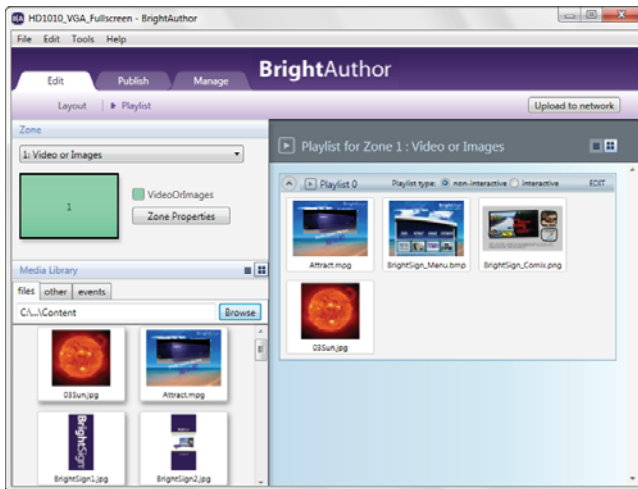 HD1010_VGA_Fullscreen - BrightAuthor
File Edit Tools Help
BrightAuthor
Edit Publish Manage
Layout Playlist
Upload to network
Zone
1: Video or Images
1
VideoOrImages
Zone Properties
Media Library
files other events
C:\...\Content
Browse
03Sun.jpg
Attract.mpg
BrightSign
BrightSign1.jpg
BrightSign2.jpg
Playlist for Zone 1 : Video or Images
Playlist 0 Playlist type: non-interactive interactive EDIT
Attract.mpg
BrightSign_Menu.bmp
BrightSign_Comix.png
03Sun.jpg